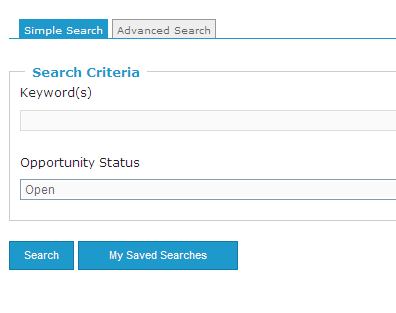 Simple Search Advanced Search
Search Criteria
Keyword(s)
Opportunity Status
Open
Search My Saved Searches